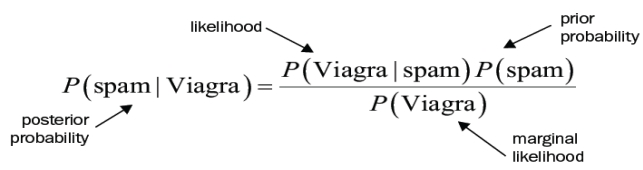 likelihood
prior
probability
P(spam | Viagra) = P(Viagra | spam) P(spam)
P(Viagra)
posterior
probability
marginal
likelihood